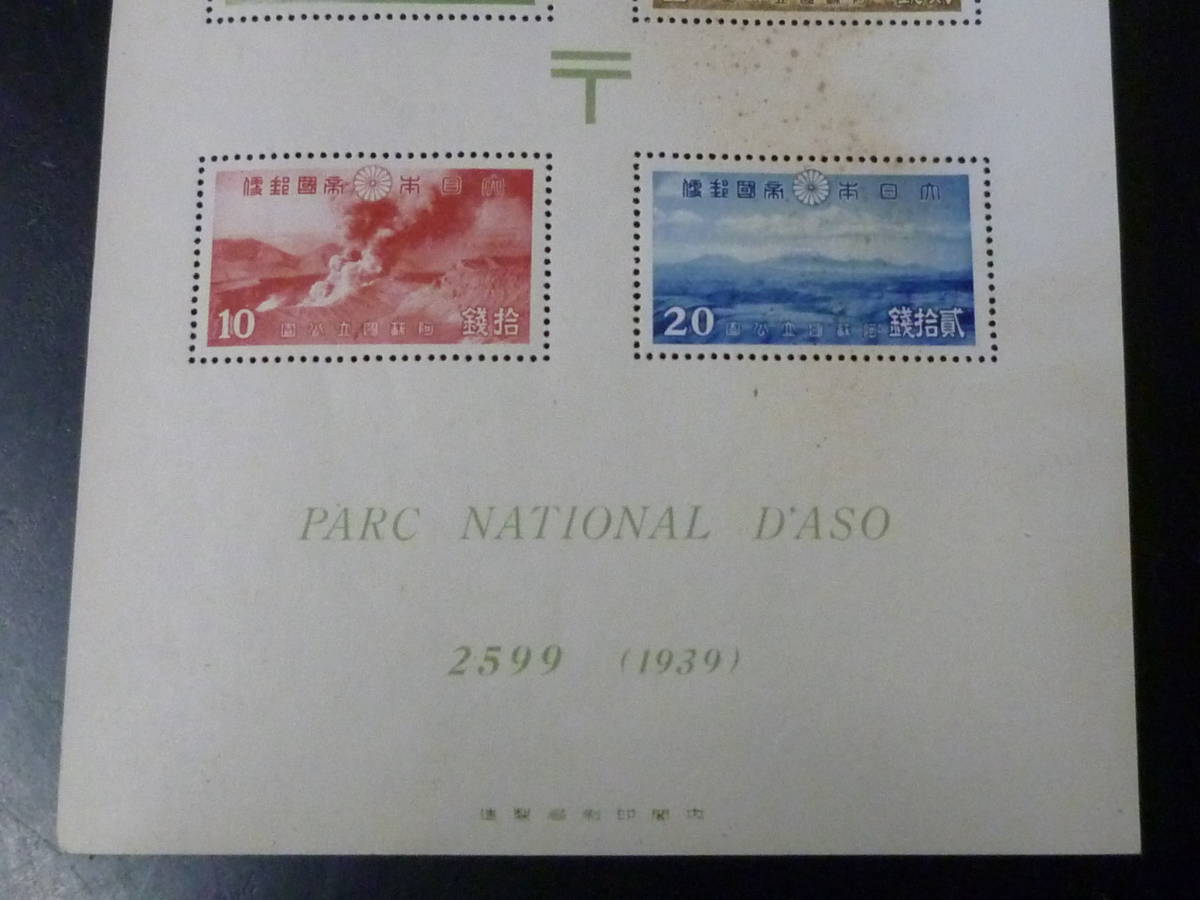 貳錢
〒
大日本帝國郵便
10 阿蘇國立公園 拾錢
大日本帝國郵便
20 阿蘇國立公園 貳拾錢
PARC NATIONAL D'ASO
2599 (1939)
内閣印刷局製造